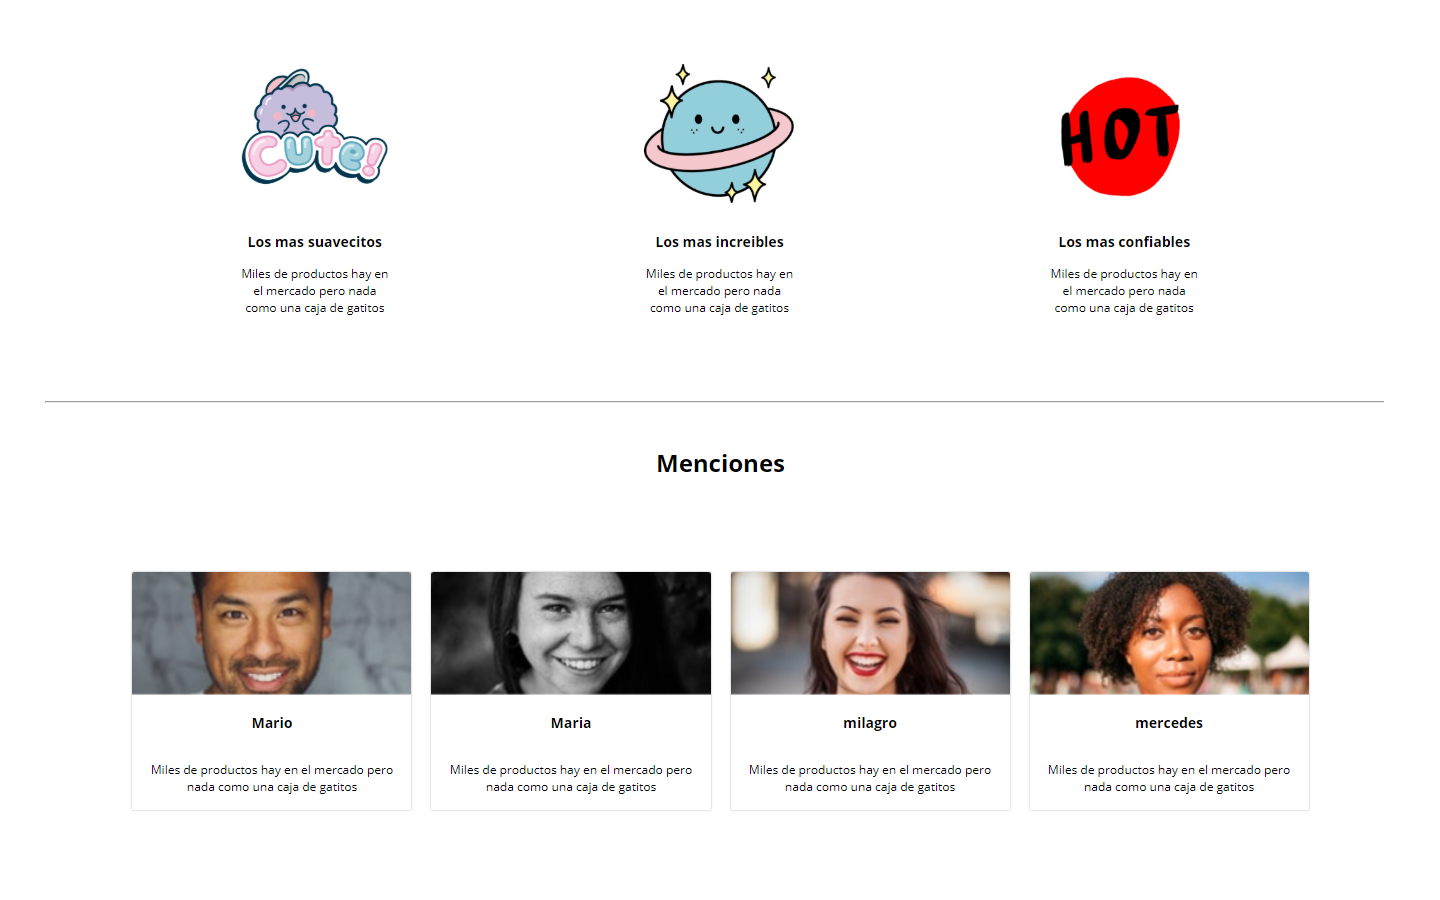 Cute!
HOT
Los mas suavecitos
Los mas increibles
Los mas confiables
Miles de productos hay en
el mercado pero nada
como una caja de gatitos
Miles de productos hay en
el mercado pero nada
como una caja de gatitos
Miles de productos hay en
el mercado pero nada
como una caja de gatitos
Menciones
Mario
Miles de productos hay en el mercado pero
nada como una caja de gatitos
Maria
Miles de productos hay en el mercado pero
nada como una caja de gatitos
milagro
Miles de productos hay en el mercado pero
nada como una caja de gatitos
mercedes
Miles de productos hay en el mercado pero
nada como una caja de gatitos